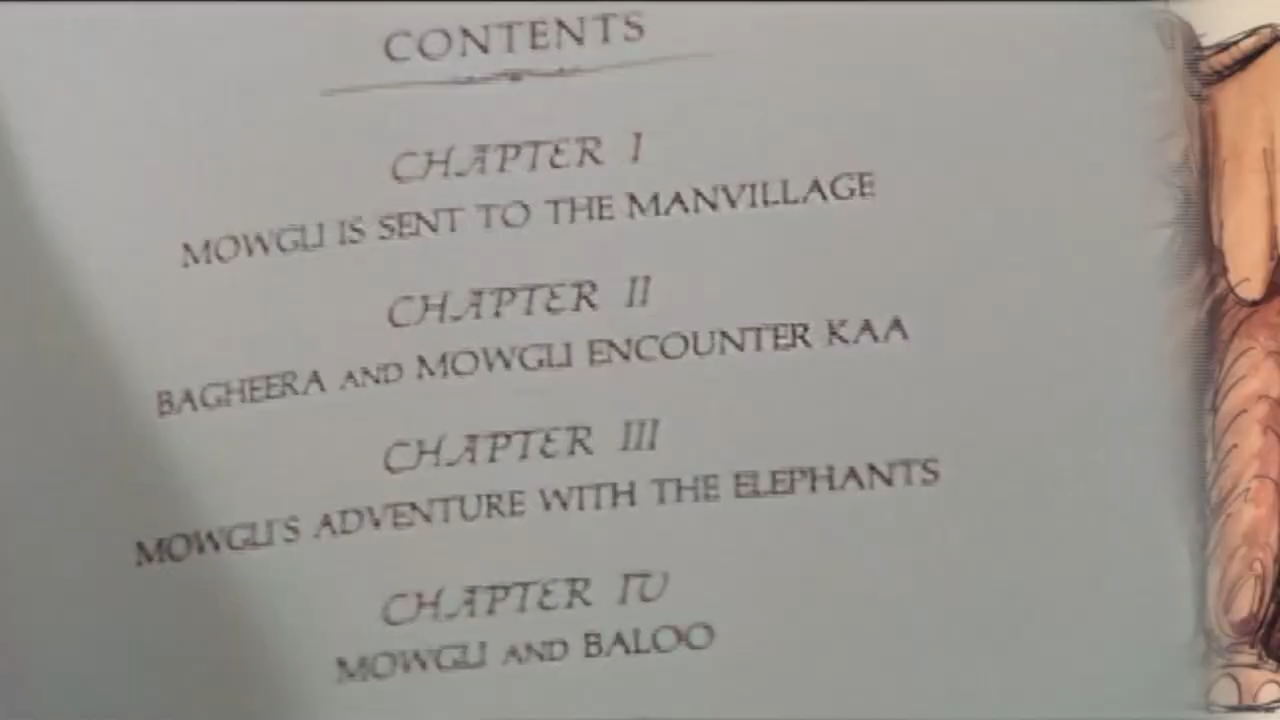 CONTENTS
CHAPTER I
MOWGLI IS SENT TO THE MANVILLAGE
CHAPTER II
BAGHEERA AND MOWGLI ENCOUNTER KAA
CHAPTER III
MOWGLI'S ADVENTURE WITH THE ELEPHANTS
CHAPTER IV
MOWGLI AND BALOO